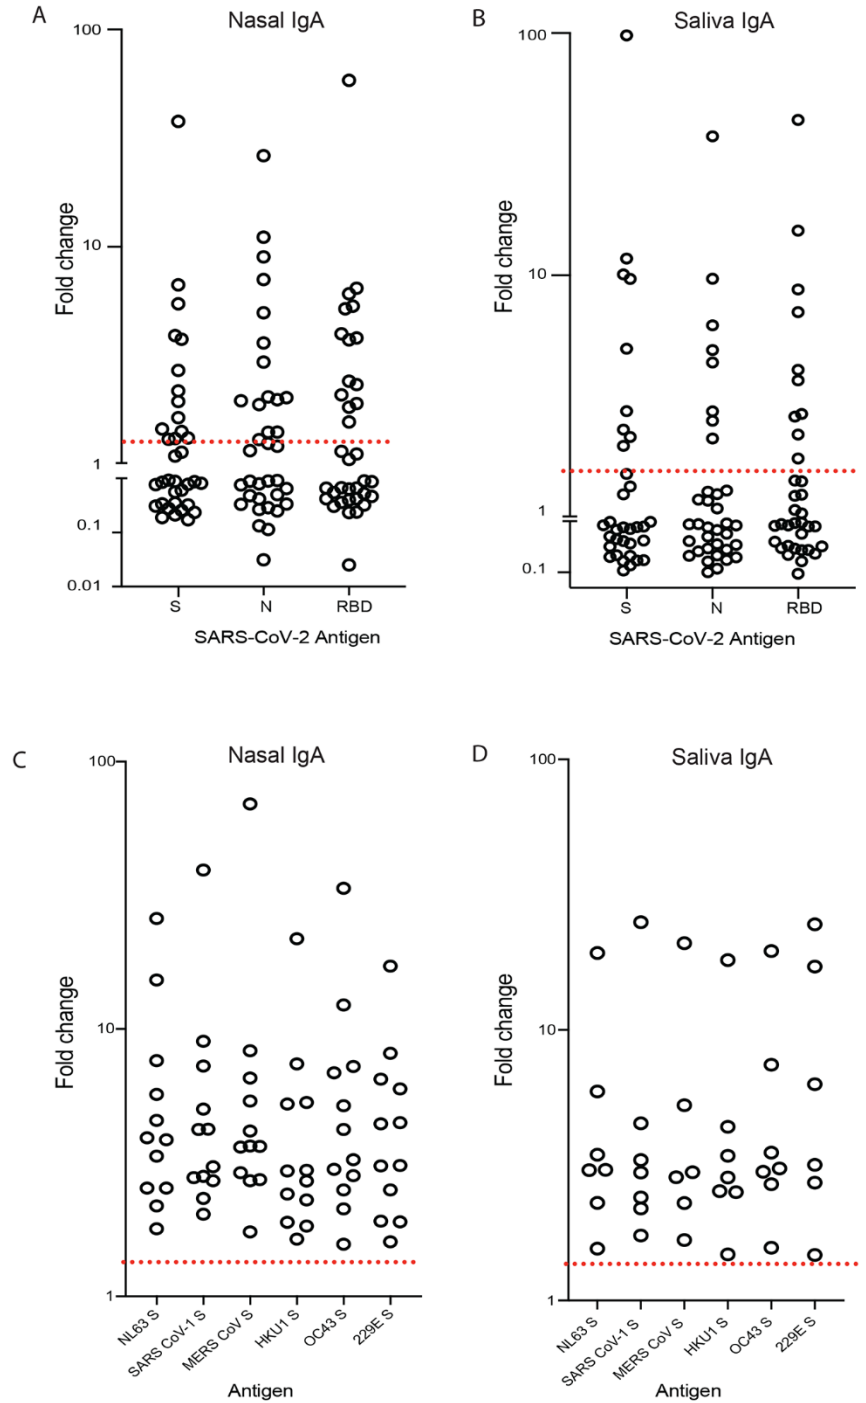 A
Nasal IgA
100
10
1
0.1
0.01
Fold change
S
N
RBD
SARS-CoV-2 Antigen
B
Saliva IgA
100
10
1
0.1
Fold change
S
N
RBD
SARS-CoV-2 Antigen
C
Nasal IgA
100
10
1
Fold change
NL63 S
SARS CoV-1 S
MERS CoV S
HKU1 S
OC43 S
229E S
Antigen
D
Saliva IgA
100
10
1
Fold change
NL63 S
SARS CoV-1 S
MERS CoV S
HKU1 S
OC43 S
229E S
Antigen